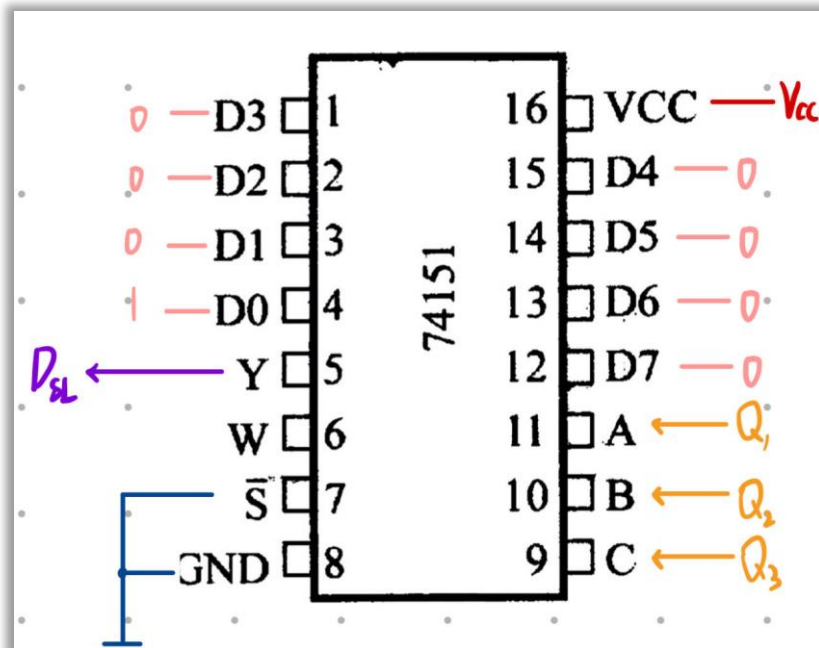 0 D3 1 16 VCC Vcc
0 D2 2 15 D4 0
0 D1 3 14 D5 0
1 D0 4 13 D6 0
D_SL Y 5 12 D7 0
W 6 11 A Q₁
S̅ 7 10 B Q₂
GND 8 9 C Q₃
74151